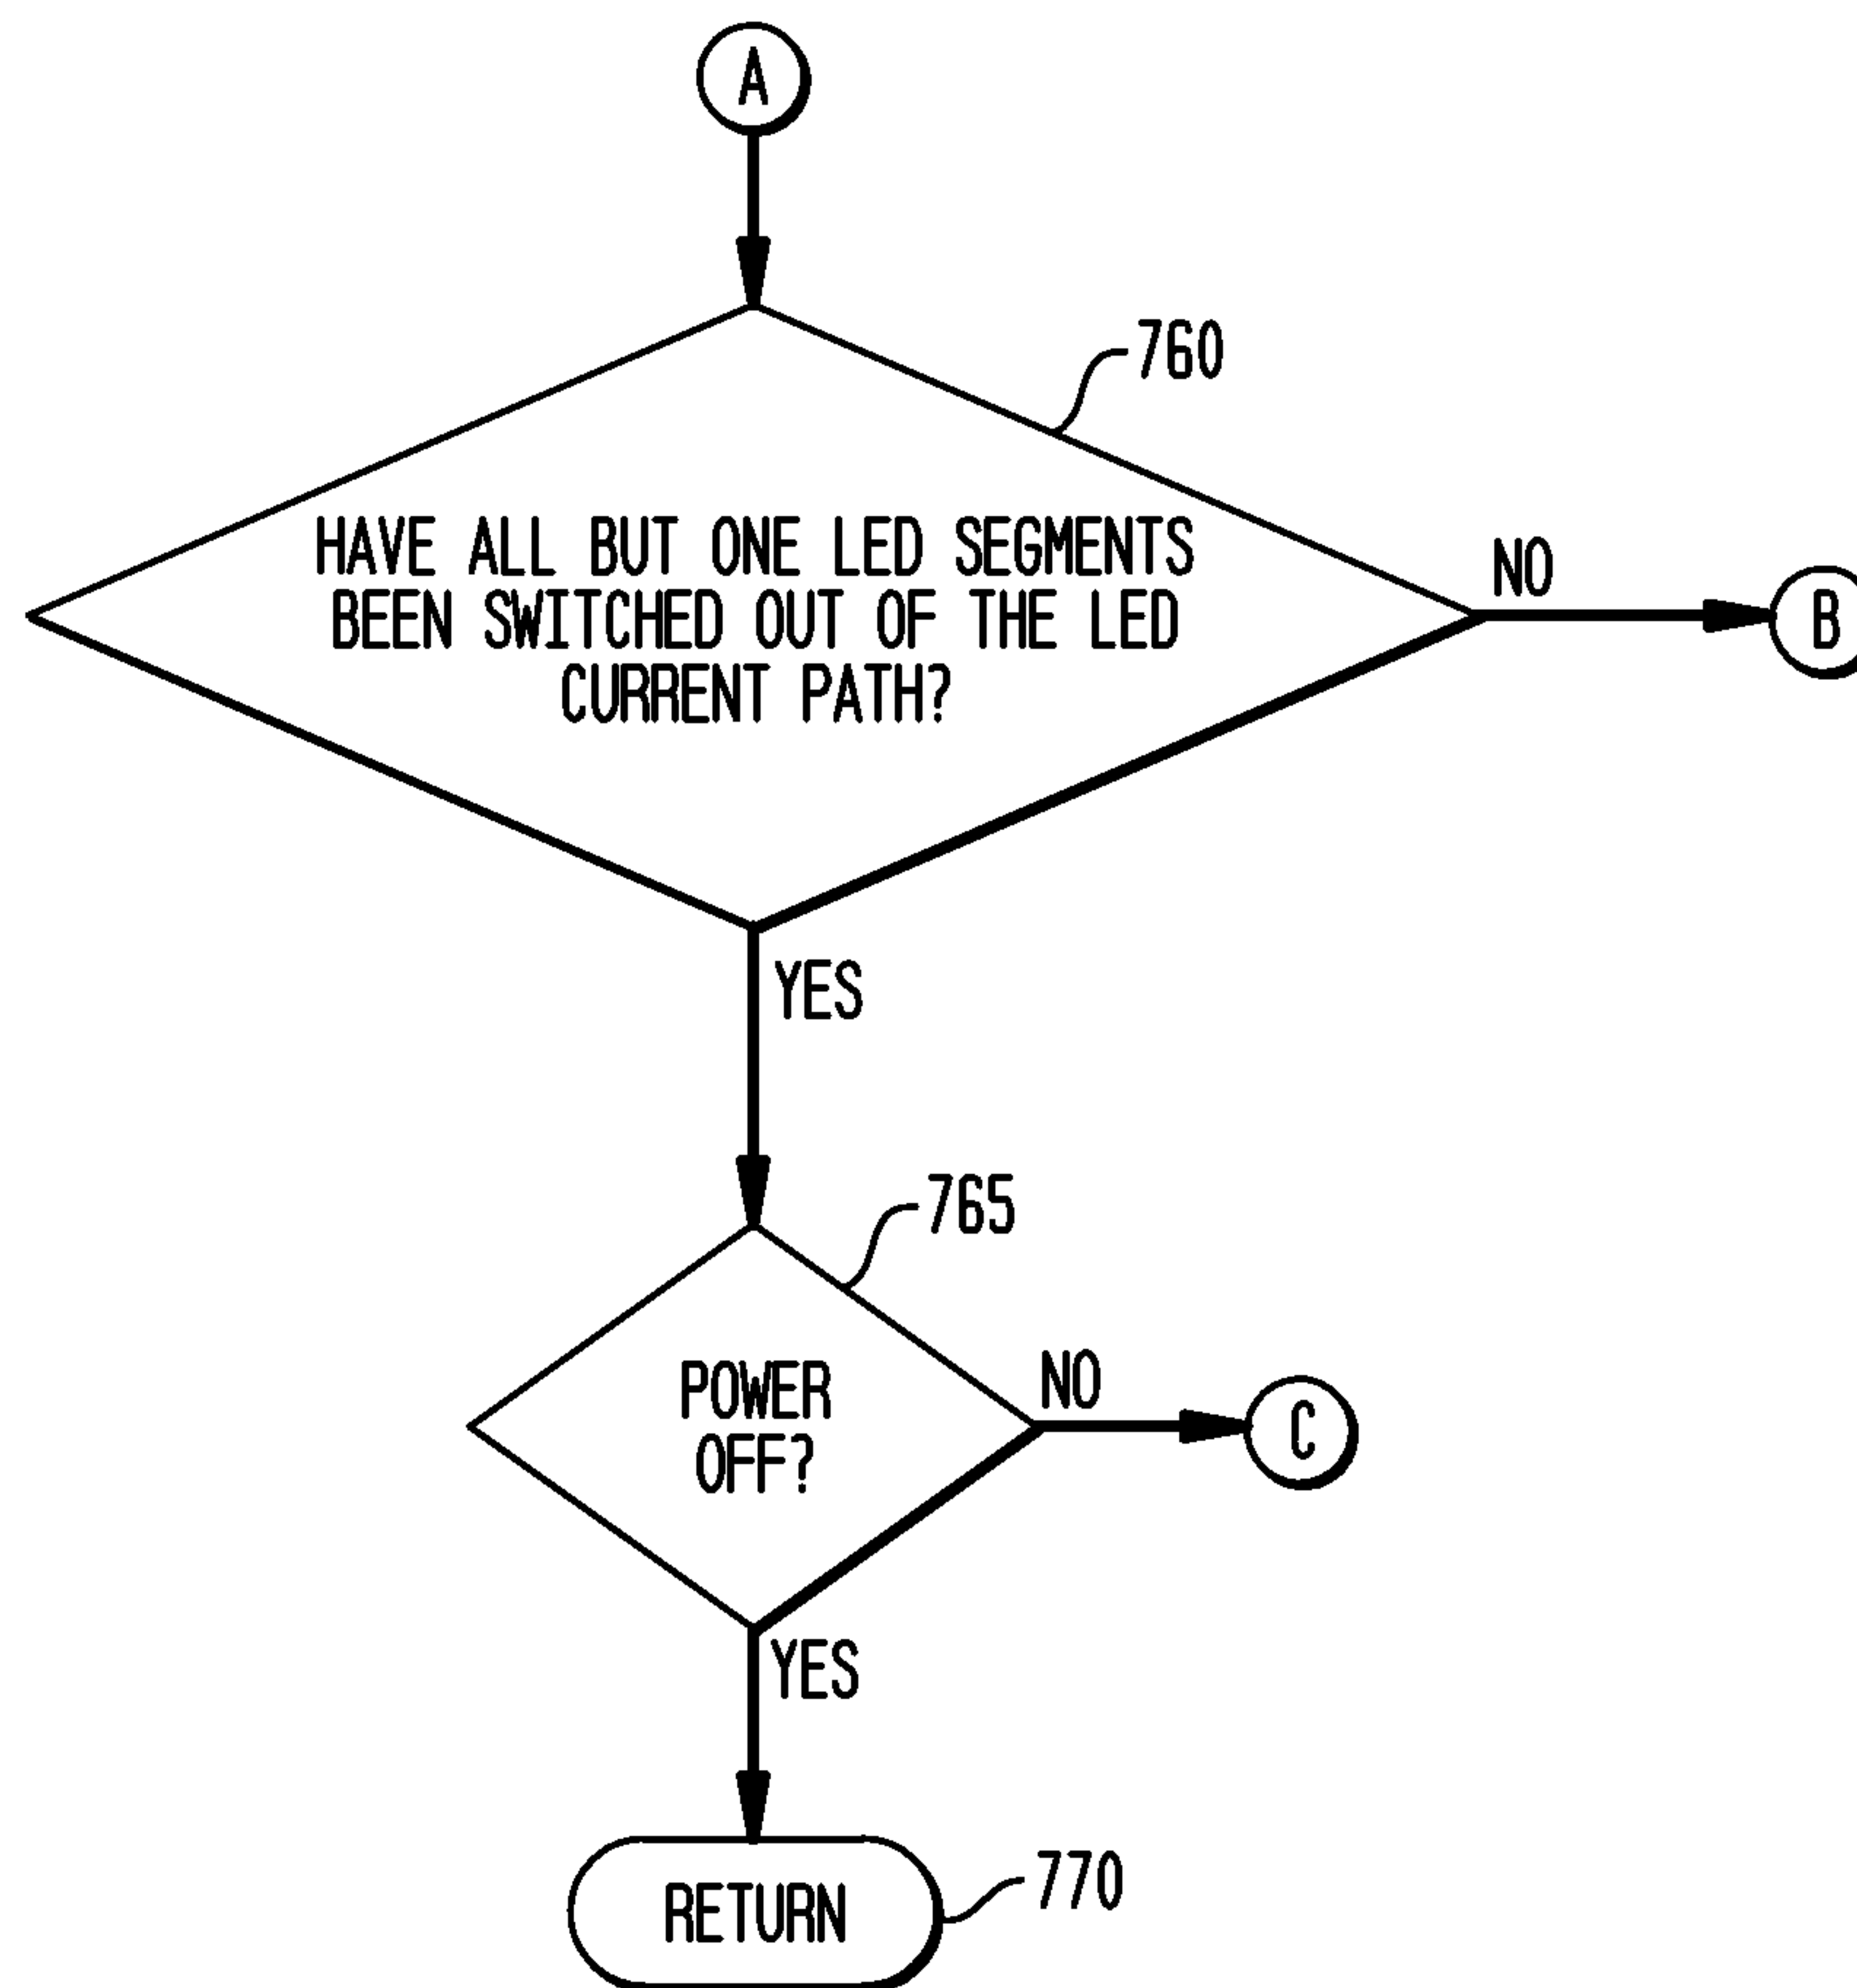 A
760
HAVE ALL BUT ONE LED SEGMENTS
BEEN SWITCHED OUT OF THE LED
CURRENT PATH?
NO
B
YES
765
POWER
OFF?
NO
C
YES
RETURN
770